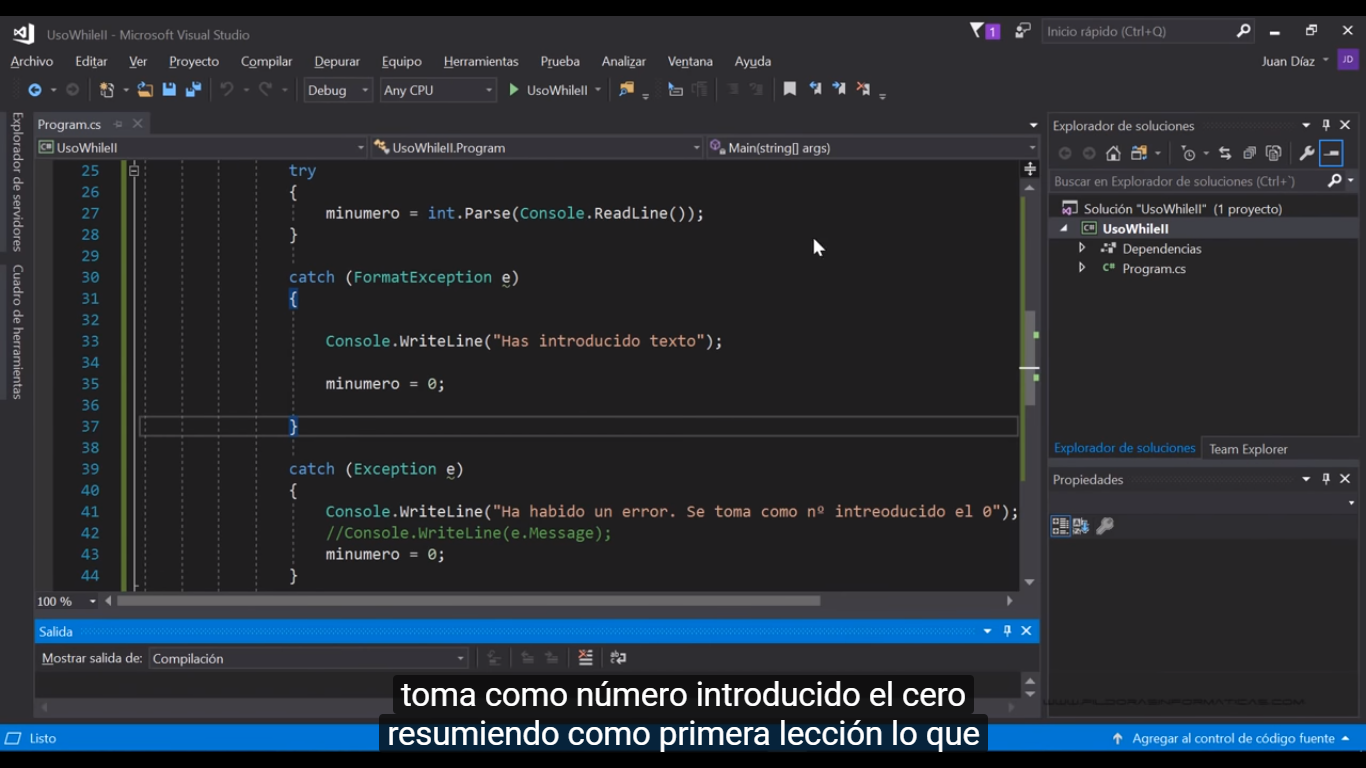 UsoWhileII - Microsoft Visual Studio
1
Inicio rápido (Ctrl+Q)
Archivo Editar Ver Proyecto Compilar Depurar Equipo Herramientas Prueba Analizar Ventana Ayuda
Juan Díaz JD
Debug Any CPU UsoWhileII
Explorador de servidores
Cuadro de herramientas
Program.cs
UsoWhileII UsoWhileII.Program Main(string[] args)
25 try
26 {
27 minumero = int.Parse(Console.ReadLine());
28 }
29
30 catch (FormatException e)
31 {
32
33 Console.WriteLine("Has introducido texto");
34
35 minumero = 0;
36
37 }
38
39 catch (Exception e)
40 {
41 Console.WriteLine("Ha habido un error. Se toma como nº intreoducido el 0");
42 //Console.WriteLine(e.Message);
43 minumero = 0;
44 }
100 %
Explorador de soluciones
Buscar en Explorador de soluciones (Ctrl+`)
Solución "UsoWhileII" (1 proyecto)
C# UsoWhileII
Dependencias
C# Program.cs
Explorador de soluciones Team Explorer
Propiedades
Salida
Mostrar salida de: Compilación
WWW.PILDORASINFORMATICAS.COM
toma como número introducido el cero
resumiendo como primera lección lo que
Listo
Agregar al control de código fuente